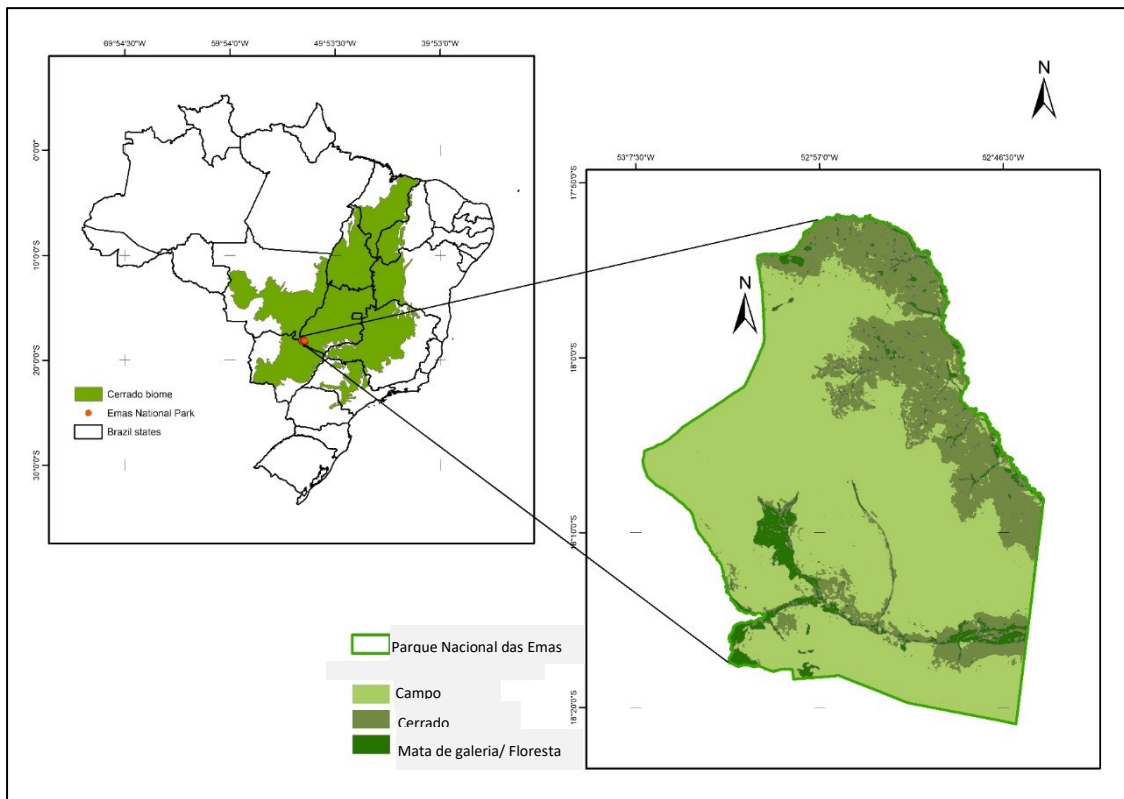 69°54'30"W 59°54'0"W 49°53'30"W 39°53'0"W
0°0'0"
10°0'0"S
20°0'0"S
30°0'0"S
Cerrado biome
Emas National Park
Brazil states
N
N
53°7'30"W 52°57'0"W 52°46'30"W
17°50'0"S
N
18°0'0"S
18°10'0"S
18°20'0"S
Parque Nacional das Emas
Campo
Cerrado
Mata de galeria/ Floresta